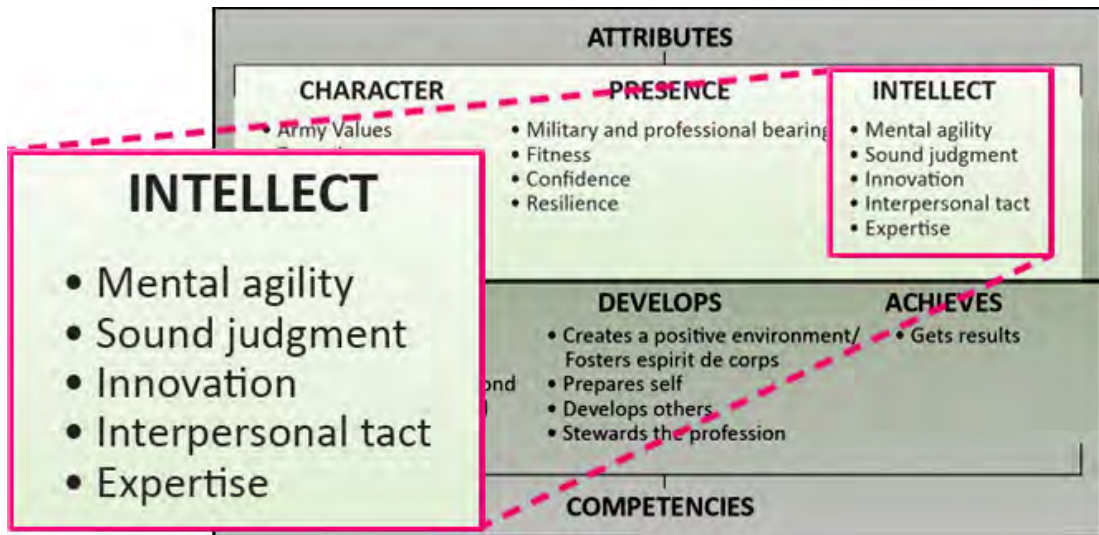 ATTRIBUTES
CHARACTER
• Army Values
PRESENCE
• Military and professional bearing
• Fitness
• Confidence
• Resilience
INTELLECT
• Mental agility
• Sound judgment
• Innovation
• Interpersonal tact
• Expertise
INTELLECT
• Mental agility
• Sound judgment
• Innovation
• Interpersonal tact
• Expertise
DEVELOPS
• Creates a positive environment/
Fosters espirit de corps
• Prepares self
• Develops others
• Stewards the profession
ACHIEVES
• Gets results
COMPETENCIES